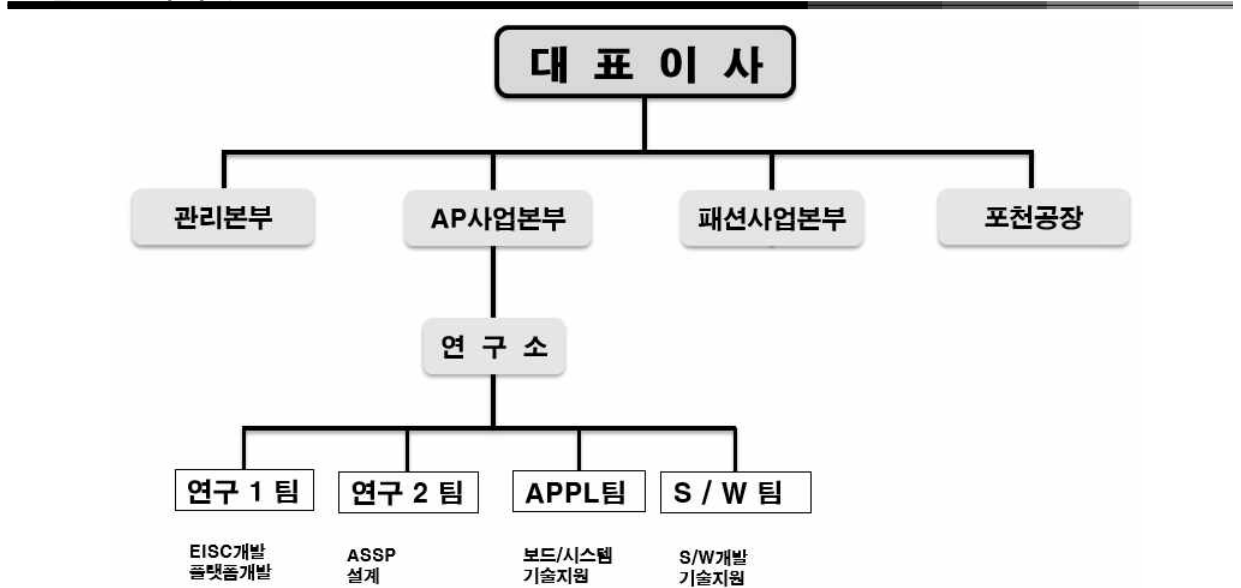 대 표 이 사
관리본부 AP사업본부 패션사업본부 포천공장
연 구 소
연구 1 팀 연구 2 팀 APPL팀 S / W 팀
EISC개발 ASSP 보드/시스템 S/W개발
플랫폼개발 설계 기술지원 기술지원